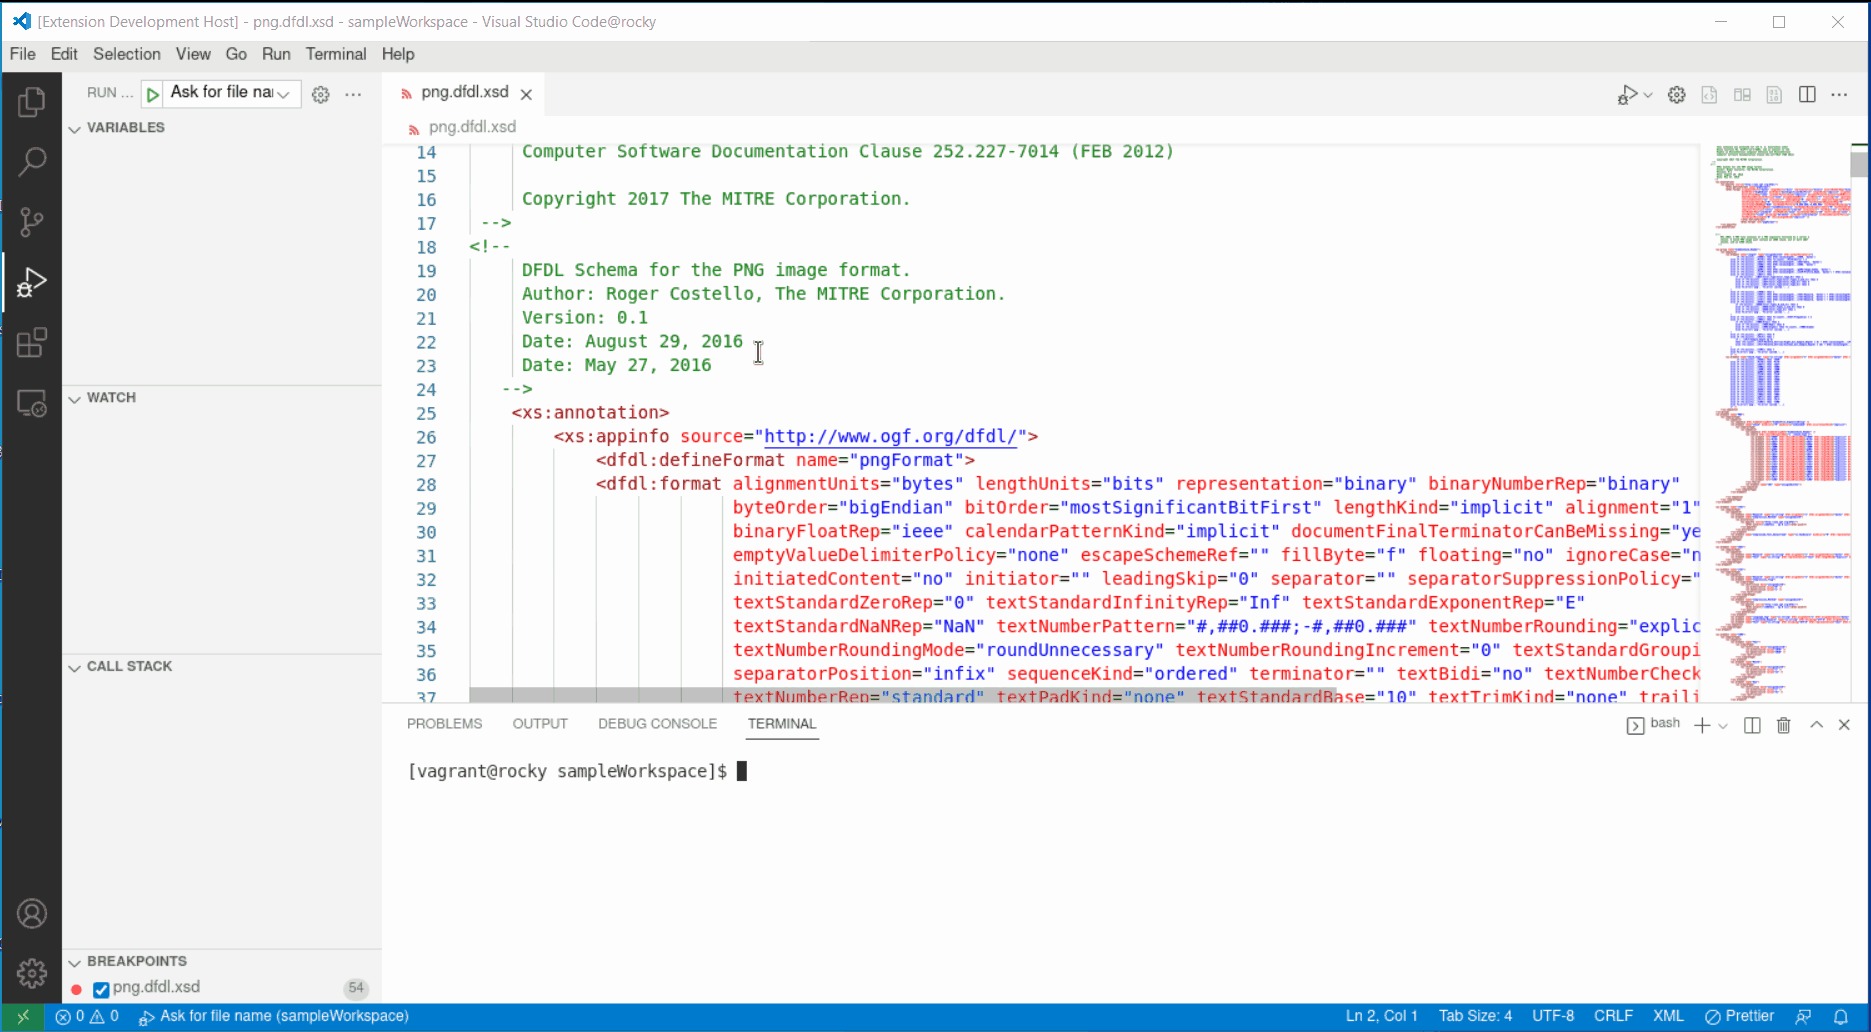 [Extension Development Host] - png.dfdl.xsd - sampleWorkspace - Visual Studio Code@rocky
File Edit Selection View Go Run Terminal Help
RUN ... Ask for file nar
png.dfdl.xsd
VARIABLES
png.dfdl.xsd
14 Computer Software Documentation Clause 252.227-7014 (FEB 2012)
15
16 Copyright 2017 The MITRE Corporation.
17 -->
18 <!--
19 DFDL Schema for the PNG image format.
20 Author: Roger Costello, The MITRE Corporation.
21 Version: 0.1
22 Date: August 29, 2016
23 Date: May 27, 2016
24 -->
25 <xs:annotation>
26 <xs:appinfo source="http://www.ogf.org/dfdl/">
27 <dfdl:defineFormat name="pngFormat">
28 <dfdl:format alignmentUnits="bytes" lengthUnits="bits" representation="binary" binaryNumberRep="binary"
29 byteOrder="bigEndian" bitOrder="mostSignificantBitFirst" lengthKind="implicit" alignment="1"
30 binaryFloatRep="ieee" calendarPatternKind="implicit" documentFinalTerminatorCanBeMissing="ye
31 emptyValueDelimiterPolicy="none" escapeSchemeRef="" fillByte="f" floating="no" ignoreCase="n
32 initiatedContent="no" initiator="" leadingSkip="0" separator="" separatorSuppressionPolicy="
33 textStandardZeroRep="0" textStandardInfinityRep="Inf" textStandardExponentRep="E"
34 textStandardNaNRep="NaN" textNumberPattern="#,##0.###;-#,##0.###" textNumberRounding="explic
35 textNumberRoundingMode="roundUnnecessary" textNumberRoundingIncrement="0" textStandardGroupi
36 separatorPosition="infix" sequenceKind="ordered" terminator="" textBidi="no" textNumberCheck
37 textNumberRep="standard" textPadKind="none" textStandardBase="10" textTrimKind="none" traili
WATCH
CALL STACK
BREAKPOINTS
png.dfdl.xsd 54
PROBLEMS OUTPUT DEBUG CONSOLE TERMINAL
bash
[vagrant@rocky sampleWorkspace]$
0 0 Ask for file name (sampleWorkspace)
Ln 2, Col 1 Tab Size: 4 UTF-8 CRLF XML Prettier